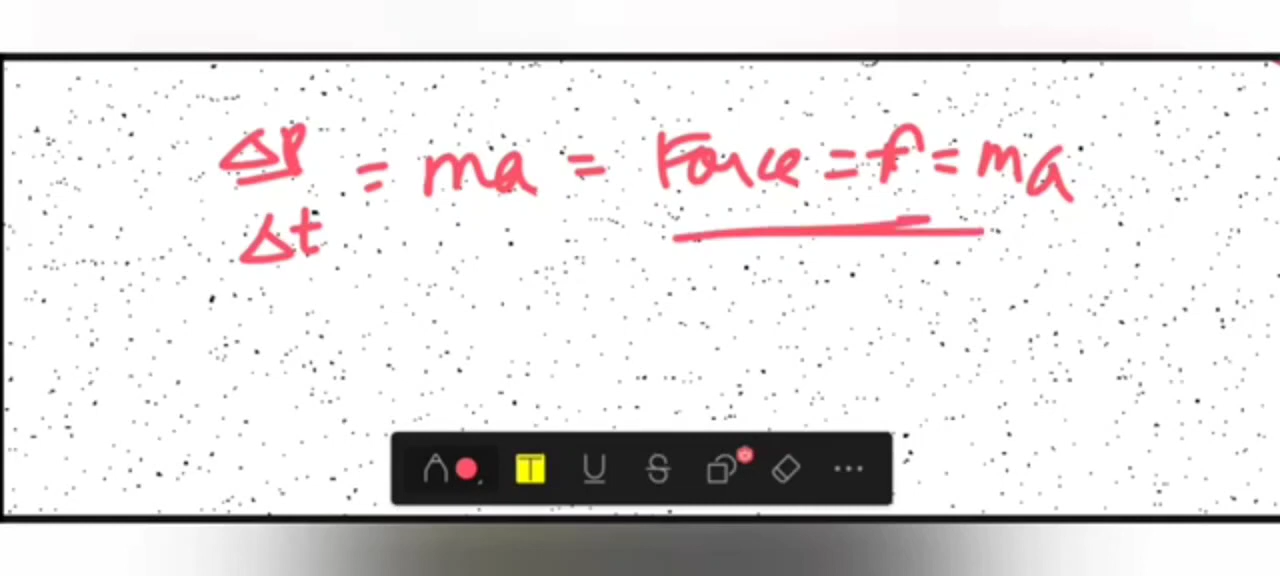 ΔP/Δt = ma = Force = f = ma